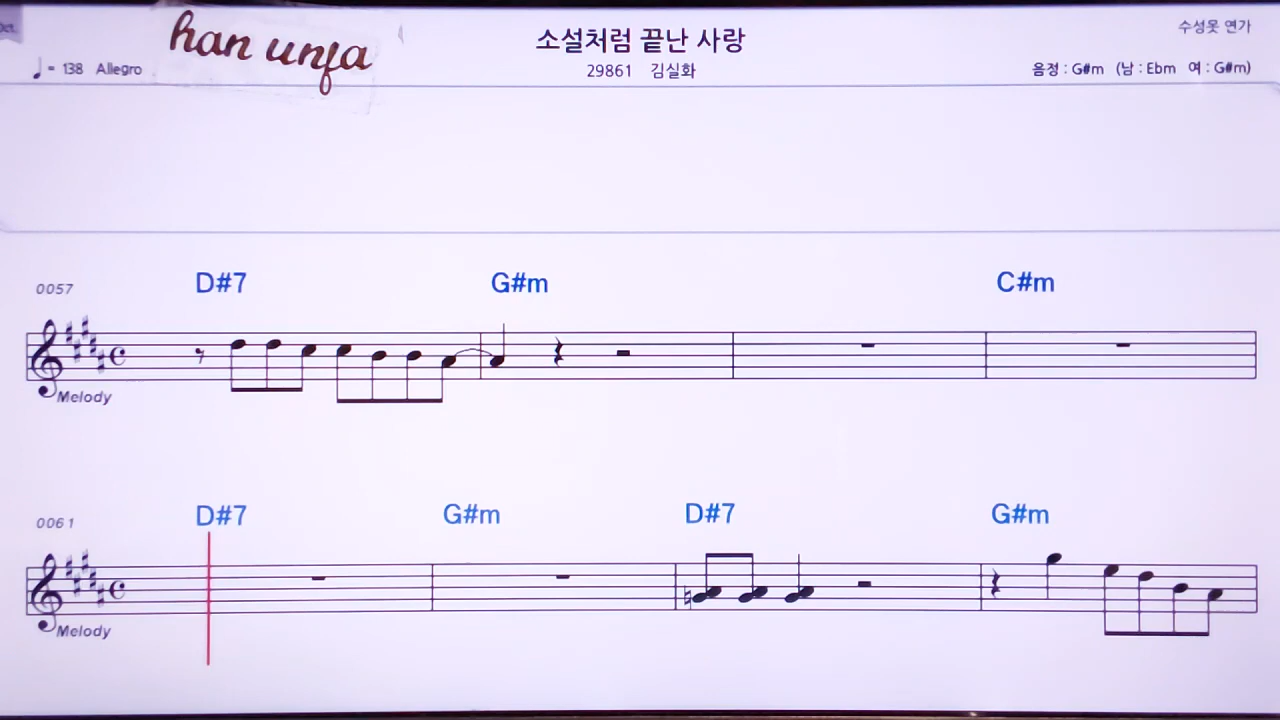 han unja
소설처럼 끝난 사랑
수성못 연가
♩= 138 Allegro
29861 김실화
음정 : G#m (남 : Ebm 여 : G#m)
0057 D#7 G#m C#m
Melody
0061 D#7 G#m D#7 G#m
Melody